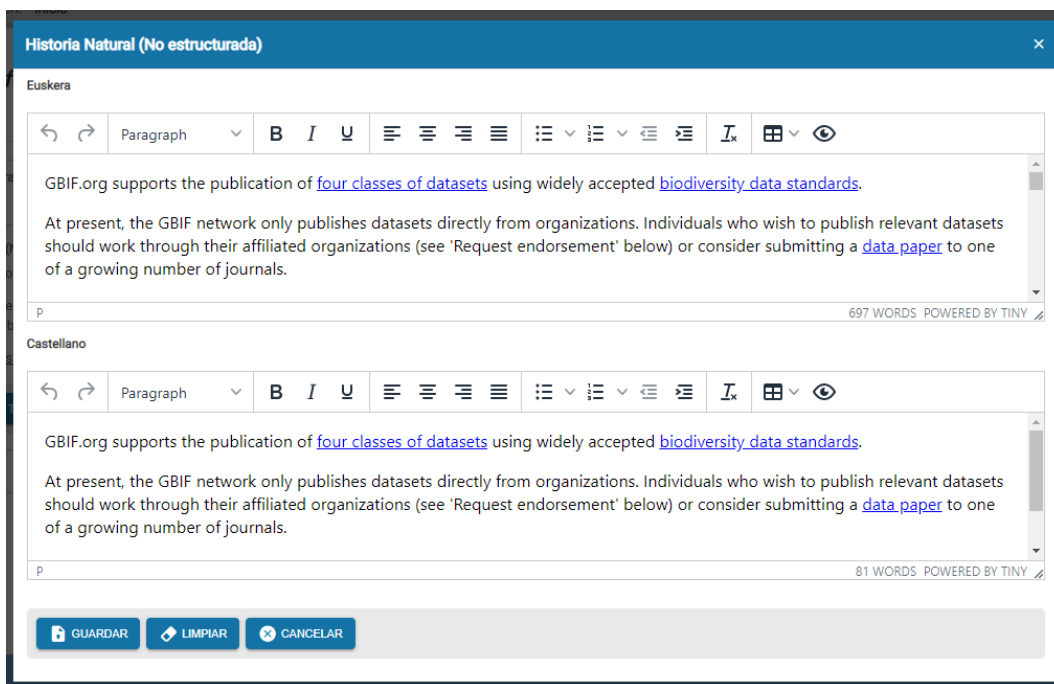 Historia Natural (No estructurada)
Euskera
Paragraph
B I U
GBIF.org supports the publication of four classes of datasets using widely accepted biodiversity data standards.
At present, the GBIF network only publishes datasets directly from organizations. Individuals who wish to publish relevant datasets
should work through their affiliated organizations (see 'Request endorsement' below) or consider submitting a data paper to one
of a growing number of journals.
P 697 WORDS POWERED BY TINY
Castellano
Paragraph
B I U
GBIF.org supports the publication of four classes of datasets using widely accepted biodiversity data standards.
At present, the GBIF network only publishes datasets directly from organizations. Individuals who wish to publish relevant datasets
should work through their affiliated organizations (see 'Request endorsement' below) or consider submitting a data paper to one
of a growing number of journals.
P 81 WORDS POWERED BY TINY
GUARDAR LIMPIAR CANCELAR